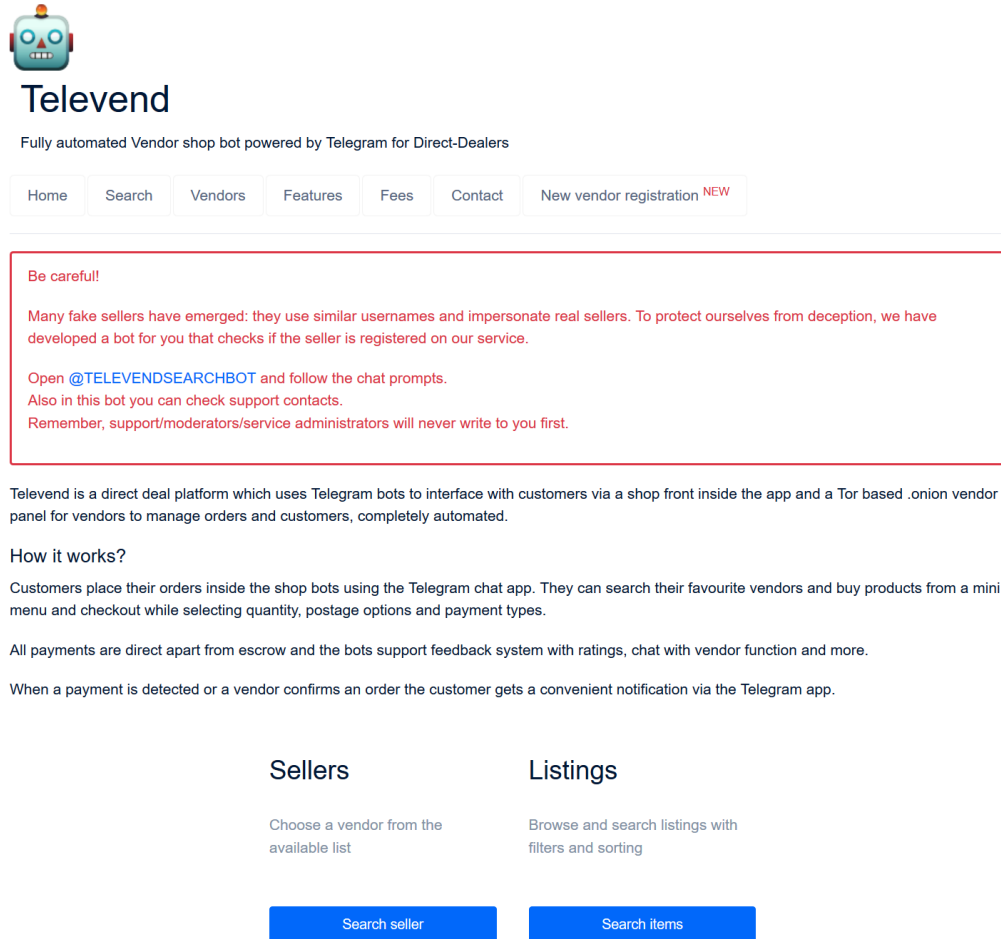 Televend
Fully automated Vendor shop bot powered by Telegram for Direct-Dealers
Home
Search
Vendors
Features
Fees
Contact
New vendor registration NEW
Be careful!
Many fake sellers have emerged: they use similar usernames and impersonate real sellers. To protect ourselves from deception, we have
developed a bot for you that checks if the seller is registered on our service.
Open @TELEVENDSEARCHBOT and follow the chat prompts.
Also in this bot you can check support contacts.
Remember, support/moderators/service administrators will never write to you first.
Televend is a direct deal platform which uses Telegram bots to interface with customers via a shop front inside the app and a Tor based .onion vendor
panel for vendors to manage orders and customers, completely automated.
How it works?
Customers place their orders inside the shop bots using the Telegram chat app. They can search their favourite vendors and buy products from a mini
menu and checkout while selecting quantity, postage options and payment types.
All payments are direct apart from escrow and the bots support feedback system with ratings, chat with vendor function and more.
When a payment is detected or a vendor confirms an order the customer gets a convenient notification via the Telegram app.
Sellers
Choose a vendor from the
available list
Search seller
Listings
Browse and search listings with
filters and sorting
Search items